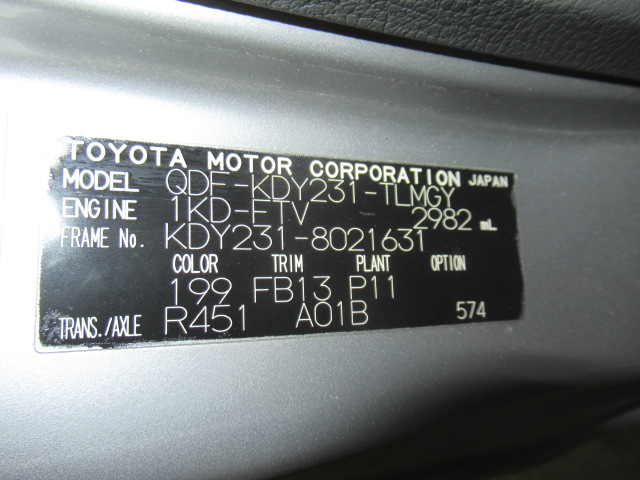 TOYOTA MOTOR CORPORATION JAPAN
MODEL QDF-KDY231-TLMGY
ENGINE 1KD-FTV 2982 mL
FRAME No. KDY231-8021631
COLOR TRIM PLANT OPTION
199 FB13 P11
TRANS./AXLE R451 A01B 574